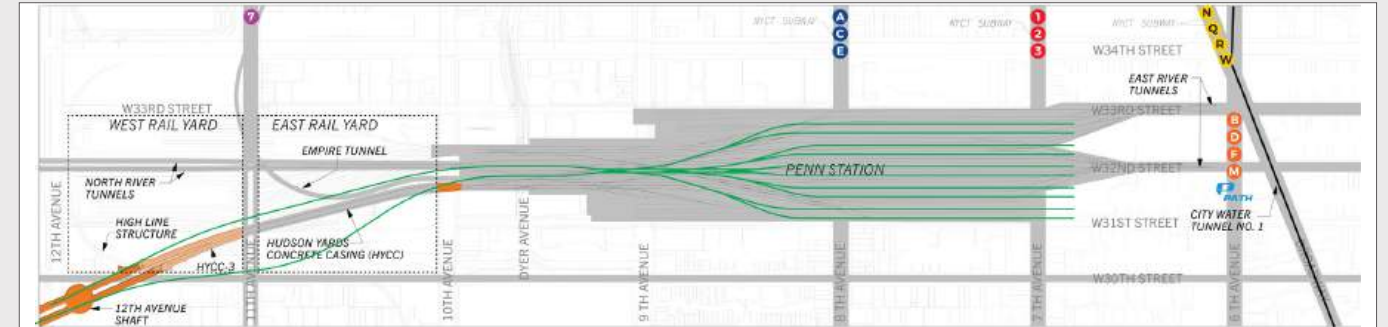 7
NYCT SUBWAY
A
C
E
NYCT SUBWAY
1
2
3
NYCT SUBWAY
N
Q
R
W
W34TH STREET
EAST RIVER
TUNNELS
W33RD STREET
W33RD STREET
WEST RAIL YARD
EAST RAIL YARD
EMPIRE TUNNEL
B
D
F
M
PATH
PENN STATION
W32ND STREET
NORTH RIVER
TUNNELS
12TH AVENUE
HIGH LINE
STRUCTURE
HYCC-3
HUDSON YARDS
CONCRETE CASING (HYCC)
W31ST STREET
CITY WATER
TUNNEL NO. 1
W30TH STREET
12TH AVENUE
SHAFT
11TH AVENUE
10TH AVENUE
DYER AVENUE
9TH AVENUE
8TH AVENUE
7TH AVENUE
6TH AVENUE